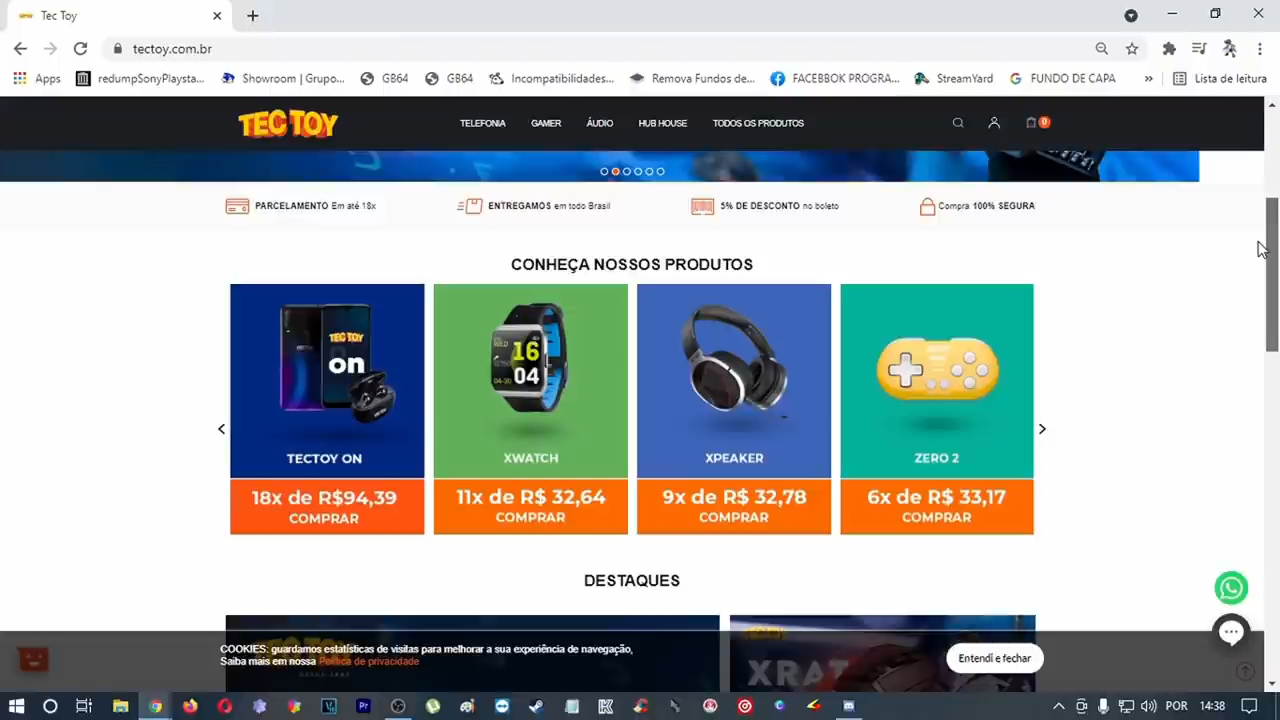 Tec Toy
tectoy.com.br
Apps
redumpSonyPlaysta...
Showroom | Grupo...
GB64
GB64
Incompatibilidades...
Remova Fundos de...
FACEBBOK PROGRA...
StreamYard
FUNDO DE CAPA
»
Lista de leitura
TEC TOY
TELEFONIA
GAMER
ÁUDIO
HUB HOUSE
TODOS OS PRODUTOS
0
PARCELAMENTO Em até 18x
ENTREGAMOS em todo Brasil
5% DE DESCONTO no boleto
Compra 100% SEGURA
CONHEÇA NOSSOS PRODUTOS
TEC TOY
on
16
04
TECTOY ON
XWATCH
XPEAKER
ZERO 2
18x de R$94,39
COMPRAR
11x de R$ 32,64
COMPRAR
9x de R$ 32,78
COMPRAR
6x de R$ 33,17
COMPRAR
DESTAQUES
TEC TOY
XRAT
COOKIES: guardamos estatísticas de visitas para melhorar a sua experiência de navegação,
Saiba mais em nossa Política de privacidade
Entendi e fechar
Pr
POR
14:38